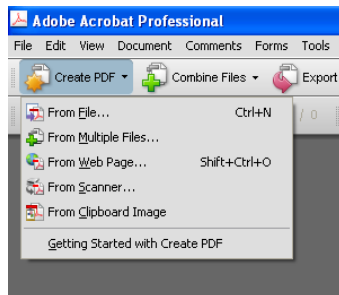 Adobe Acrobat Professional
File Edit View Document Comments Forms Tools
Create PDF Combine Files Export
From File... Ctrl+N / 0
From Multiple Files...
From Web Page... Shift+Ctrl+O
From Scanner...
From Clipboard Image
Getting Started with Create PDF